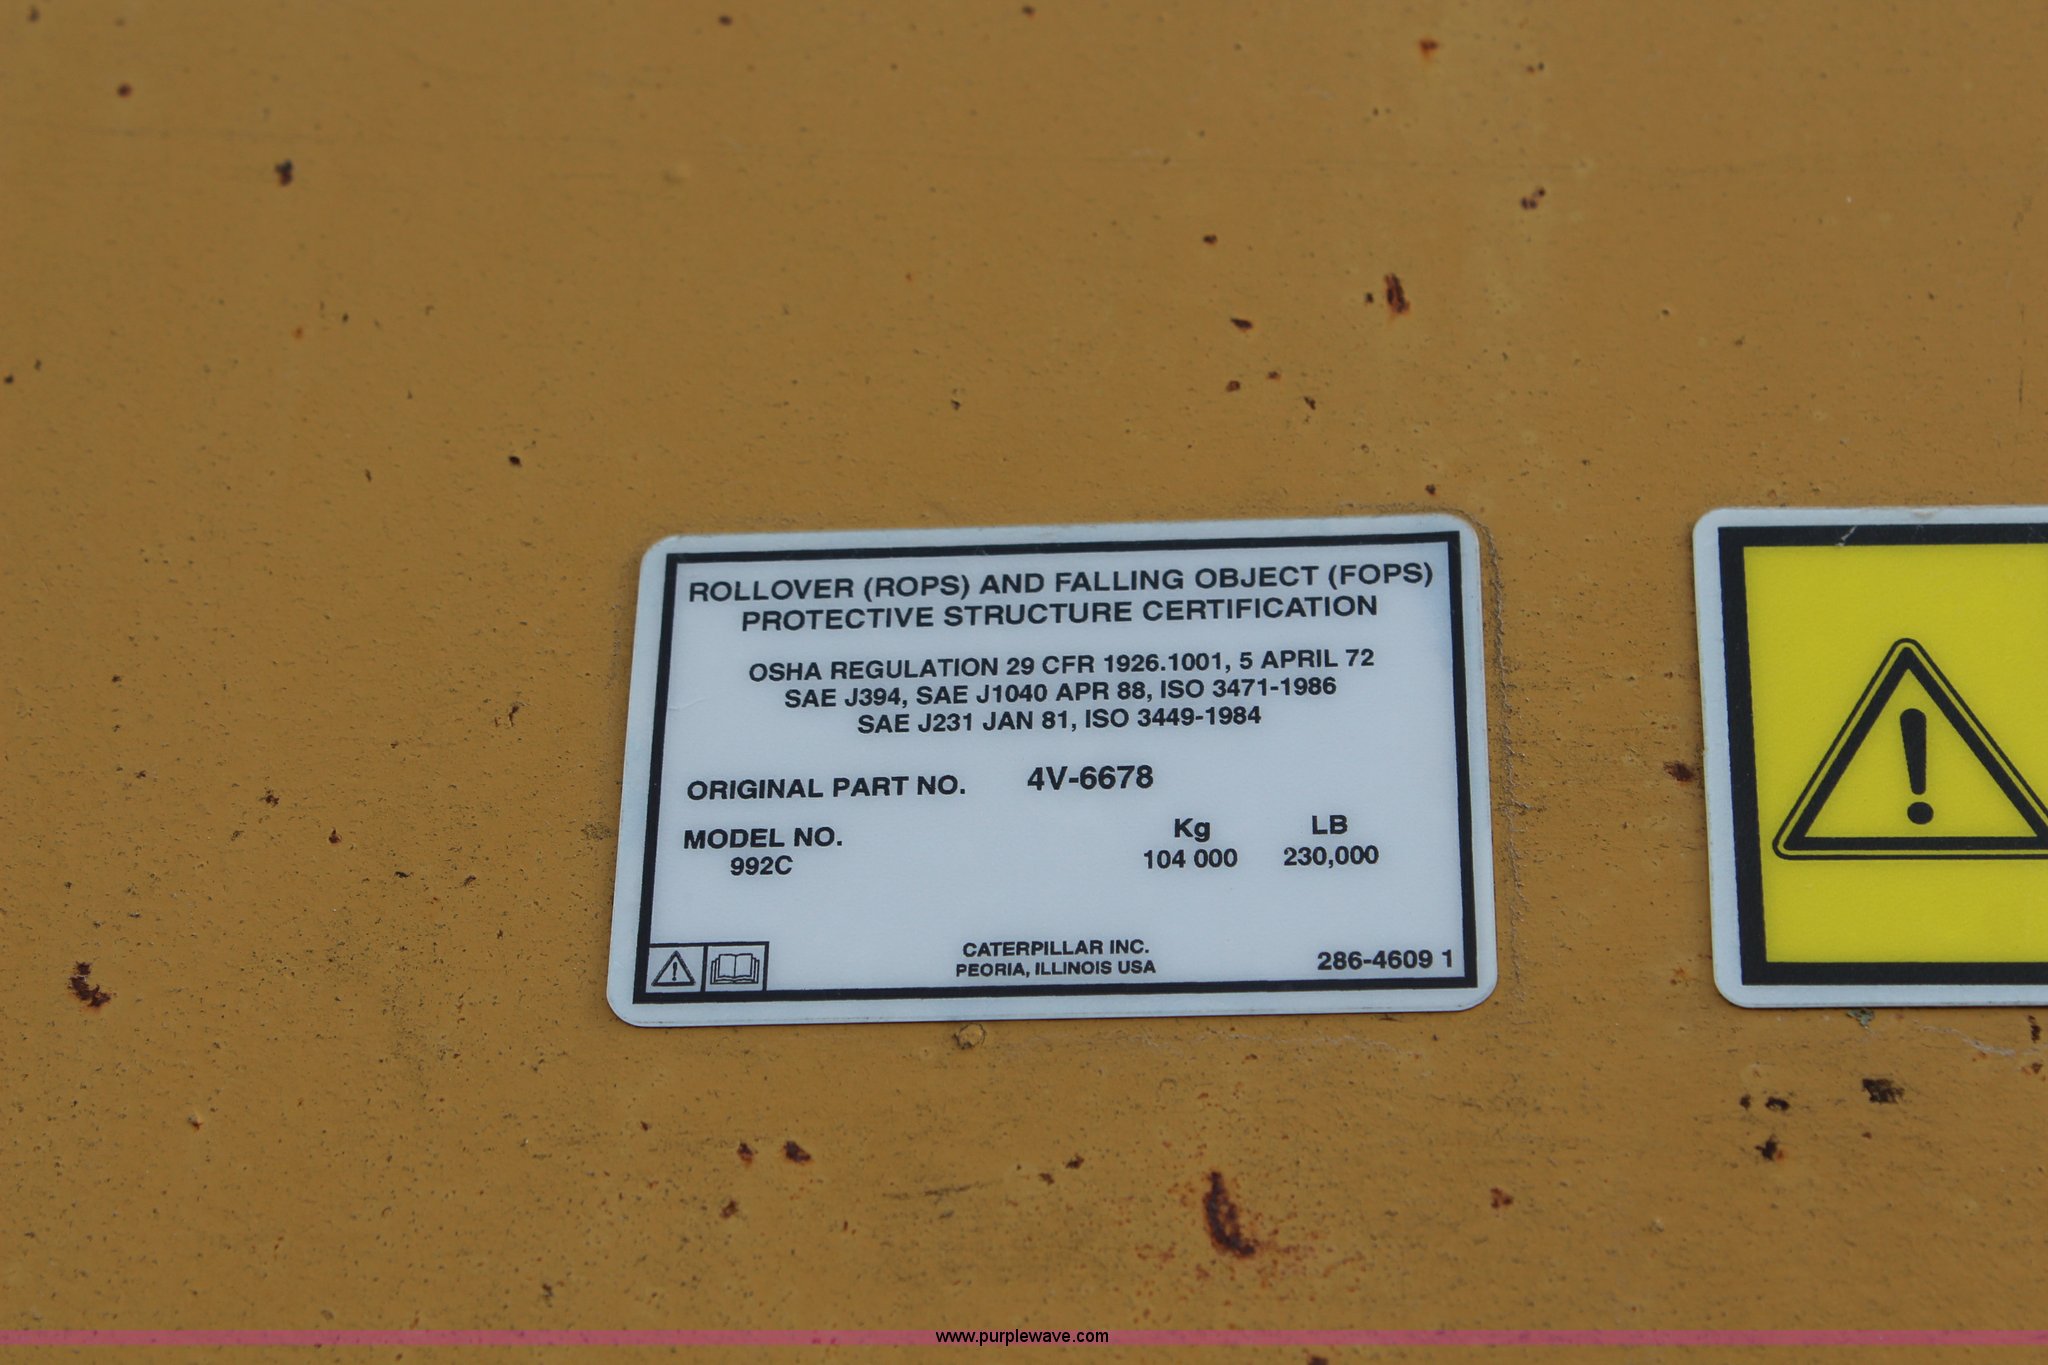 ROLLOVER (ROPS) AND FALLING OBJECT (FOPS)
PROTECTIVE STRUCTURE CERTIFICATION
OSHA REGULATION 29 CFR 1926.1001, 5 APRIL 72
SAE J394, SAE J1040 APR 88, ISO 3471-1986
SAE J231 JAN 81, ISO 3449-1984
ORIGINAL PART NO. 4V-6678
MODEL NO. Kg LB
992C 104 000 230,000
CATERPILLAR INC.
PEORIA, ILLINOIS USA 286-4609 1
www.purplewave.com